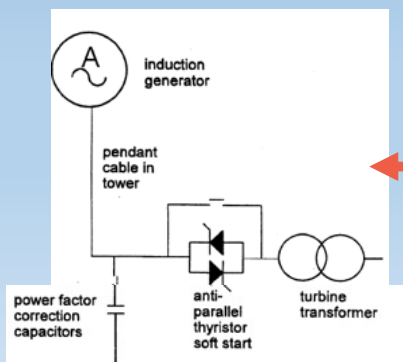 A
induction
generator
pendant
cable in
tower
power factor
correction
capacitors
anti-
parallel
thyristor
soft start
turbine
transformer